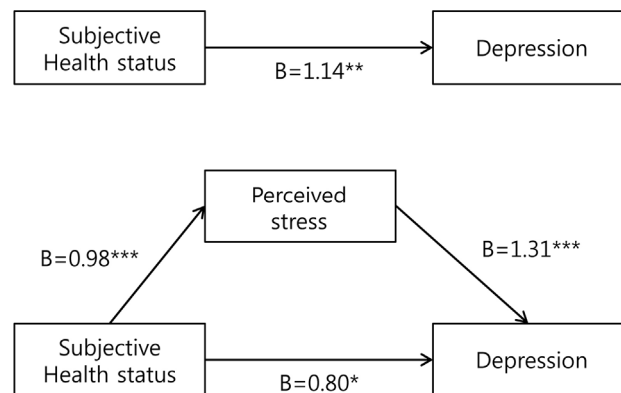 Subjective
Health status
B=1.14**
Depression
Perceived
stress
B=0.98***
B=1.31***
Subjective
Health status
B=0.80*
Depression